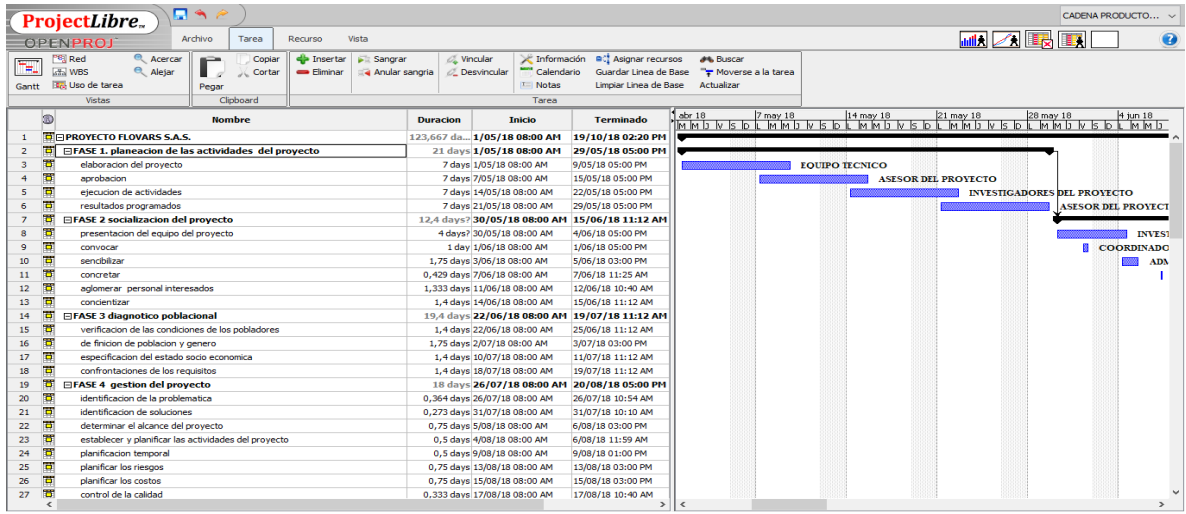 ProjectLibre™
OPENPROJ
CADENA PRODUCTO...
Archivo Tarea Recurso Vista
Red Acercar Copiar Insertar Sangrar Vincular Información Asignar recursos Buscar
WBS Alejar Cortar Eliminar Anular sangria Desvincular Calendario Guardar Linea de Base Moverse a la tarea
Gantt Uso de tarea Pegar Notas Limpiar Linea de Base Actualizar
Vistas Clipboard Tarea
Nombre Duracion Inicio Terminado
abr 18 7 may 18 14 may 18 21 may 18 28 may 18 4 jun 18
M M J V S D L M M J V S D L M M J V S D L M M J V S D L M M J V S D L M M J
1 PROYECTO FLOVARS S.A.S. 123,667 da... 1/05/18 08:00 AM 19/10/18 02:20 PM
2 FASE 1. planeacion de las actividades del proyecto 21 days 1/05/18 08:00 AM 29/05/18 05:00 PM
3 elaboracion del proyecto 7 days 1/05/18 08:00 AM 9/05/18 05:00 PM EQUIPO TECNICO
4 aprobacion 7 days 7/05/18 08:00 AM 15/05/18 05:00 PM ASESOR DEL PROYECTO
5 ejecucion de actividades 7 days 14/05/18 08:00 AM 22/05/18 05:00 PM INVESTIGADORES DEL PROYECTO
6 resultados programados 7 days 21/05/18 08:00 AM 29/05/18 05:00 PM ASESOR DEL PROYECT
7 FASE 2 socializacion del proyecto 12,4 days? 30/05/18 08:00 AM 15/06/18 11:12 AM
8 presentacion del equipo del proyecto 4 days? 30/05/18 08:00 AM 4/06/18 05:00 PM INVEST
9 convocar 1 day 1/06/18 08:00 AM 1/06/18 05:00 PM COORDINADO
10 sencibilizar 1,75 days 3/06/18 08:00 AM 5/06/18 03:00 PM ADM
11 concretar 0,429 days 7/06/18 08:00 AM 7/06/18 11:25 AM
12 aglomerar personal interesados 1,333 days 11/06/18 08:00 AM 12/06/18 10:40 AM
13 concientizar 1,4 days 14/06/18 08:00 AM 15/06/18 11:12 AM
14 FASE 3 diagnotico poblacional 19,4 days 22/06/18 08:00 AM 19/07/18 11:12 AM
15 verificacion de las condiciones de los pobladores 1,4 days 22/06/18 08:00 AM 25/06/18 11:12 AM
16 de finicion de poblacion y genero 1,75 days 2/07/18 08:00 AM 3/07/18 03:00 PM
17 especificacion del estado socio economica 1,4 days 10/07/18 08:00 AM 11/07/18 11:12 AM
18 confrontaciones de los requisitos 1,4 days 18/07/18 08:00 AM 19/07/18 11:12 AM
19 FASE 4 gestion del proyecto 18 days 26/07/18 08:00 AM 20/08/18 05:00 PM
20 identificacion de la problematica 0,364 days 26/07/18 08:00 AM 26/07/18 10:54 AM
21 identificacion de soluciones 0,273 days 31/07/18 08:00 AM 31/07/18 10:10 AM
22 determinar el alcance del proyecto 0,75 days 5/08/18 08:00 AM 6/08/18 03:00 PM
23 establecer y planificar las actividades del proyecto 0,5 days 4/08/18 08:00 AM 6/08/18 11:59 AM
24 planificacion temporal 0,5 days 9/08/18 08:00 AM 9/08/18 01:00 PM
25 planificar los riesgos 0,75 days 13/08/18 08:00 AM 13/08/18 03:00 PM
26 planificar los costos 0,75 days 15/08/18 08:00 AM 15/08/18 03:00 PM
27 control de la calidad 0,333 days 17/08/18 08:00 AM 17/08/18 10:40 AM